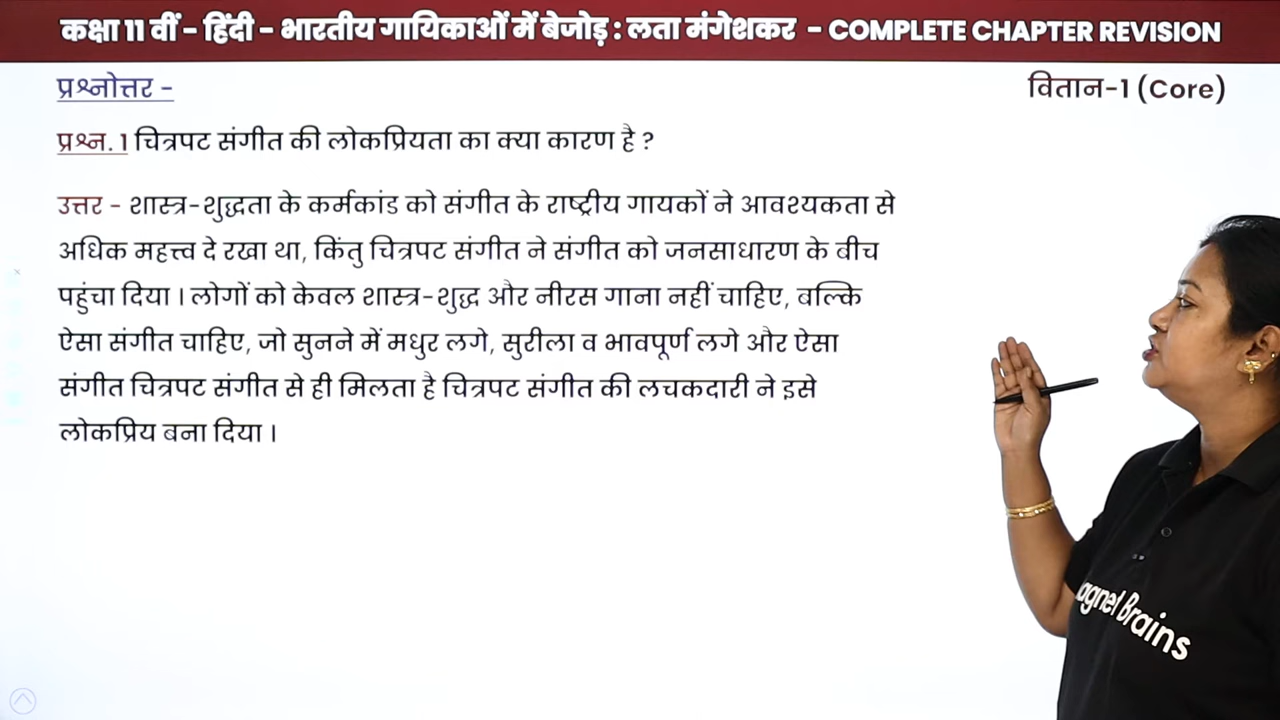 कक्षा 11 वीं - हिंदी - भारतीय गायिकाओं में बेजोड़ : लता मंगेशकर - COMPLETE CHAPTER REVISION
प्रश्नोत्तर -
वितान-1 (Core)
प्रश्न. 1 चित्रपट संगीत की लोकप्रियता का क्या कारण है ?
उत्तर - शास्त्र-शुद्धता के कर्मकांड को संगीत के राष्ट्रीय गायकों ने आवश्यकता से
अधिक महत्त्व दे रखा था, किंतु चित्रपट संगीत ने संगीत को जनसाधारण के बीच
पहुंचा दिया । लोगों को केवल शास्त्र-शुद्ध और नीरस गाना नहीं चाहिए, बल्कि
ऐसा संगीत चाहिए, जो सुनने में मधुर लगे, सुरीला व भावपूर्ण लगे और ऐसा
संगीत चित्रपट संगीत से ही मिलता है चित्रपट संगीत की लचकदारी ने इसे
लोकप्रिय बना दिया ।
agnet Brains